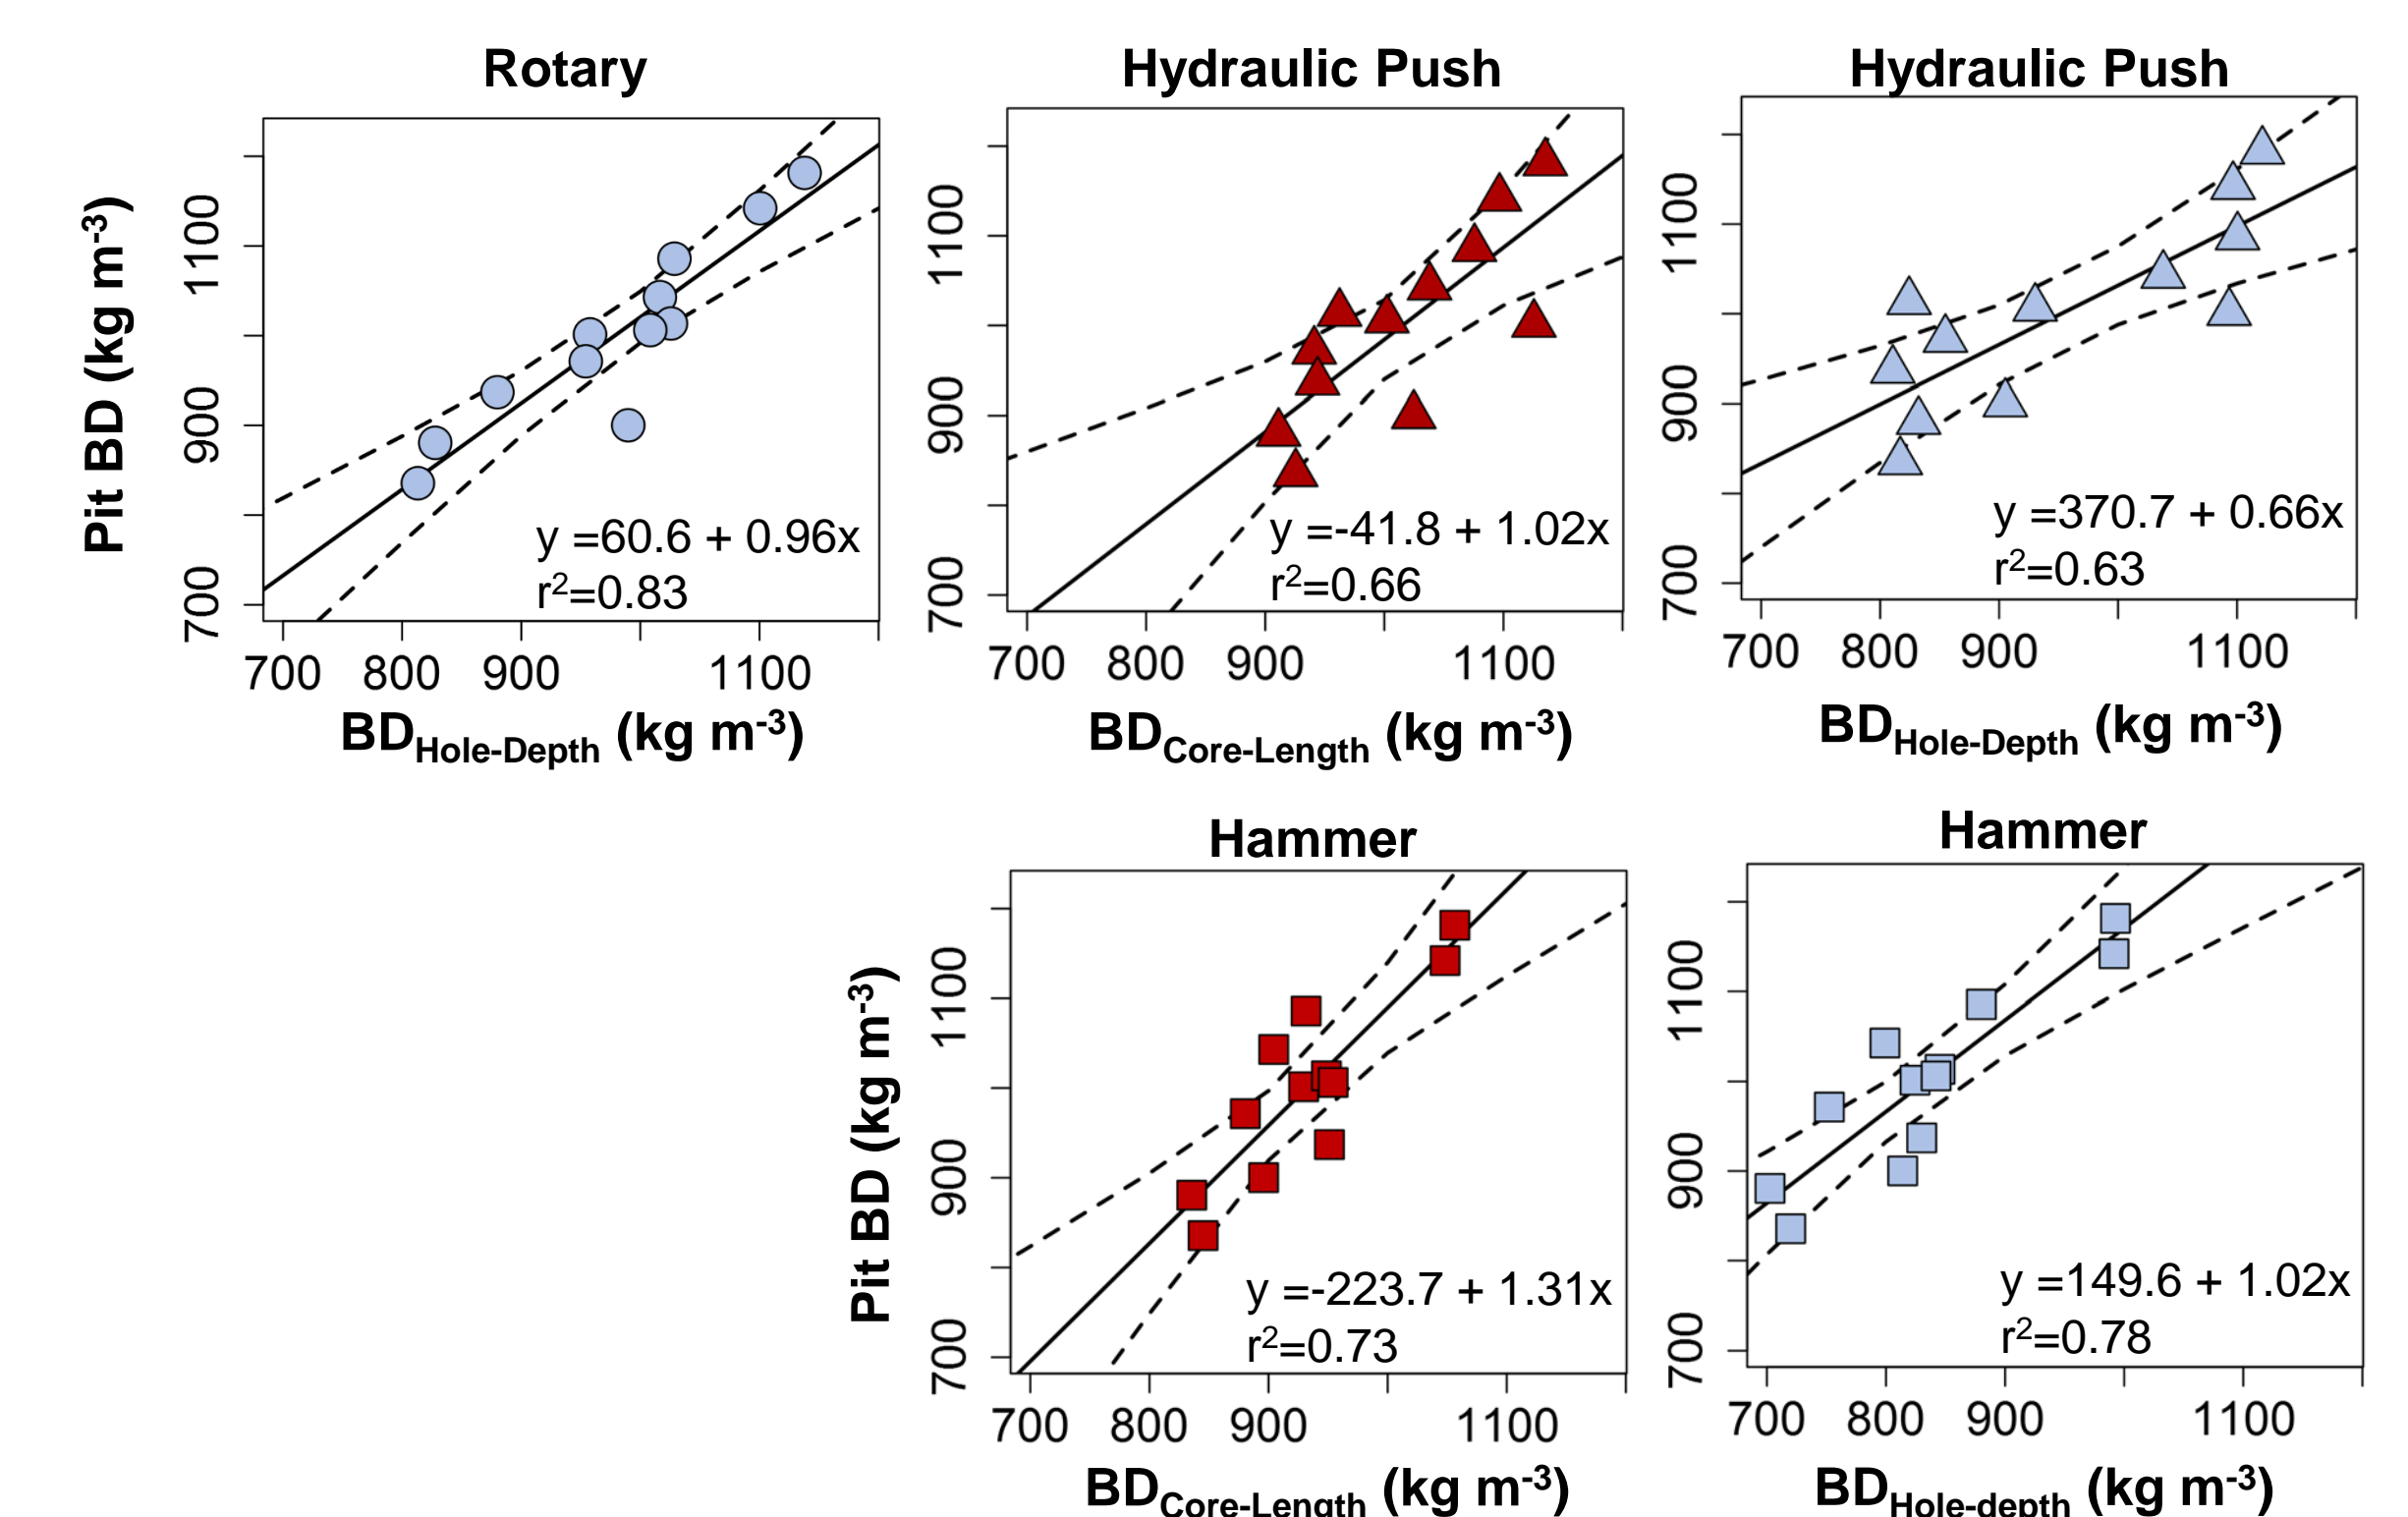 Rotary
Hydraulic Push
Hydraulic Push
Pit BD (kg m-3)
1100
900
700
y =60.6 + 0.96x
r2=0.83
700 800 900 1100
BDHole-Depth (kg m-3)
1100
900
700
y =-41.8 + 1.02x
r2=0.66
700 800 900 1100
BDCore-Length (kg m-3)
1100
900
700
y =370.7 + 0.66x
r2=0.63
700 800 900 1100
BDHole-Depth (kg m-3)
Hammer
Hammer
Pit BD (kg m-3)
1100
900
700
y =-223.7 + 1.31x
r2=0.73
700 800 900 1100
BDCore-Length (kg m-3)
1100
900
700
y =149.6 + 1.02x
r2=0.78
700 800 900 1100
BDHole-depth (kg m-3)